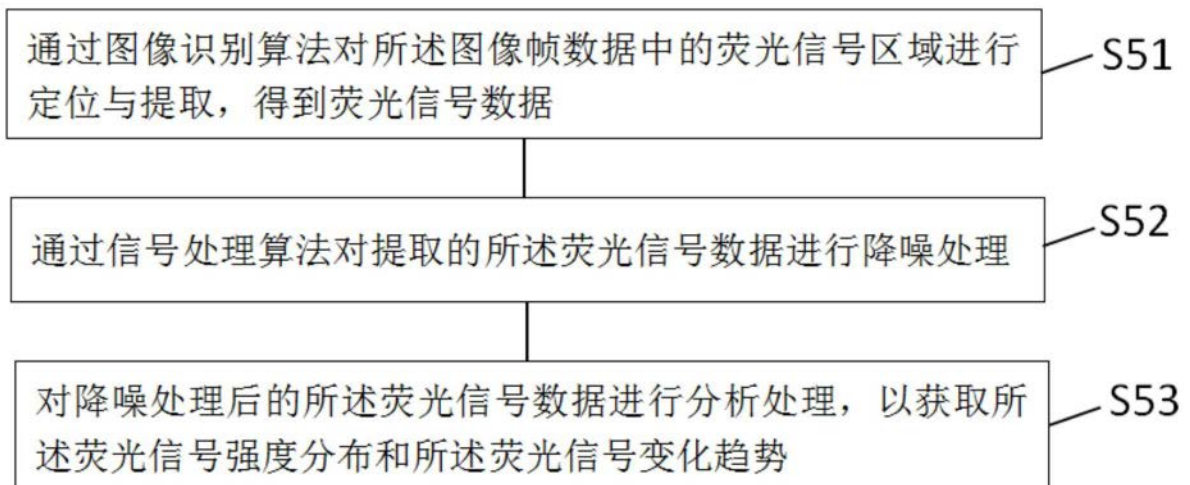 通过图像识别算法对所述图像帧数据中的荧光信号区域进行
定位与提取，得到荧光信号数据
S51
通过信号处理算法对提取的所述荧光信号数据进行降噪处理
S52
对降噪处理后的所述荧光信号数据进行分析处理，以获取所
述荧光信号强度分布和所述荧光信号变化趋势
S53